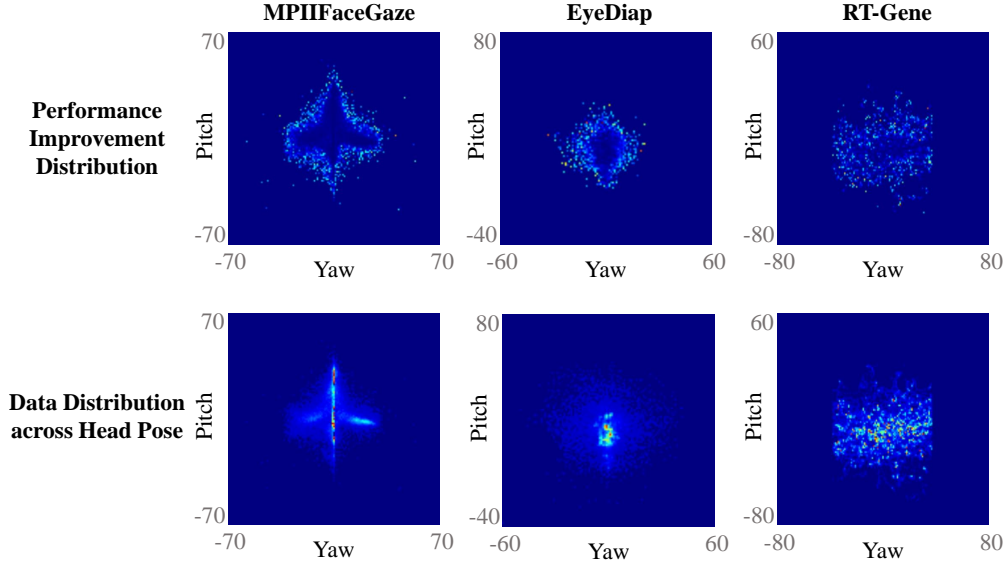 MPIIFaceGaze EyeDiap RT-Gene
Performance
Improvement
Distribution
70
Pitch
-70
-70
Yaw
70
80
Pitch
-40
-60
Yaw
60
60
Pitch
-80
-80
Yaw
80
Data Distribution
across Head Pose
70
Pitch
-70
-70
Yaw
70
80
Pitch
-40
-60
Yaw
60
60
Pitch
-80
-80
Yaw
80